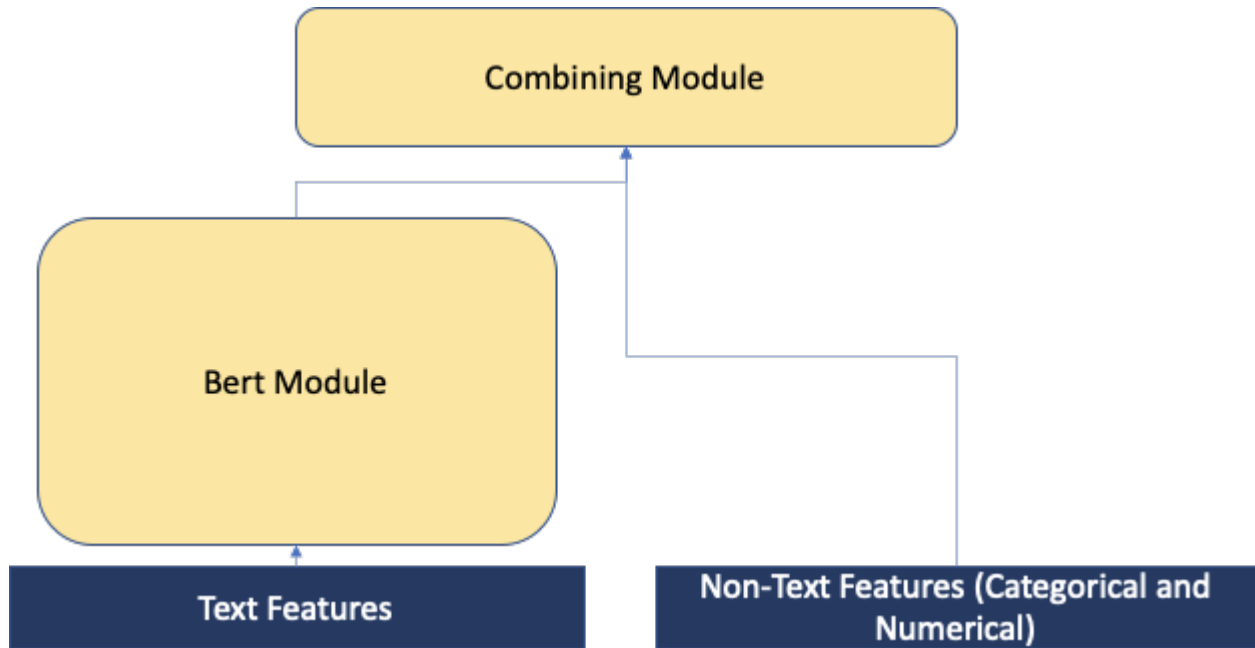 Combining Module
Bert Module
Text Features
Non-Text Features (Categorical and
Numerical)